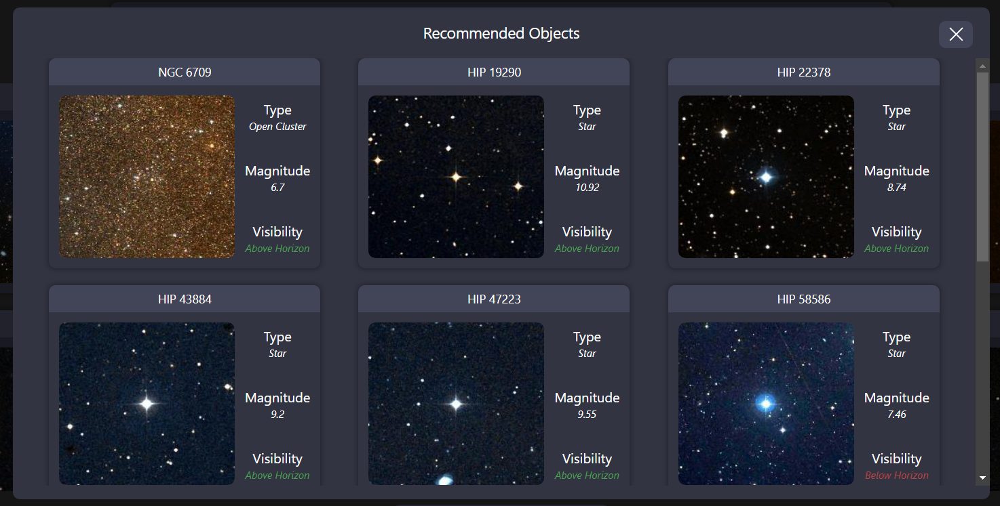 Recommended Objects
NGC 6709
Type
Open Cluster
Magnitude
6.7
Visibility
Above Horizon
HIP 19290
Type
Star
Magnitude
10.92
Visibility
Above Horizon
HIP 22378
Type
Star
Magnitude
8.74
Visibility
Above Horizon
HIP 43884
Type
Star
Magnitude
9.2
Visibility
Above Horizon
HIP 47223
Type
Star
Magnitude
9.55
Visibility
Above Horizon
HIP 58586
Type
Star
Magnitude
7.46
Visibility
Below Horizon